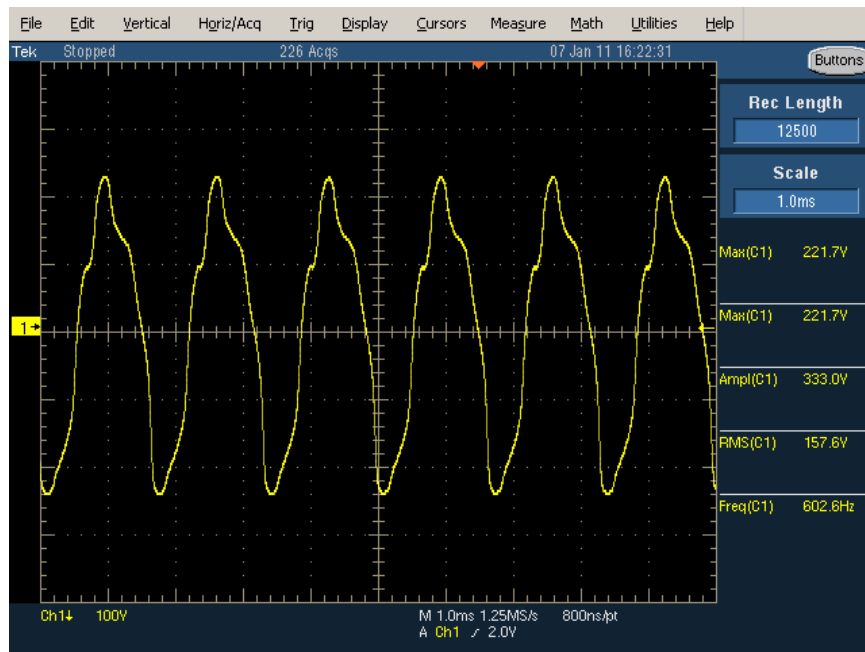 File Edit Vertical Horiz/Acq Trig Display Cursors Measure Math Utilities Help
Tek Stopped 226 Acqs 07 Jan 11 16:22:31
Buttons
Rec Length
12500
Scale
1.0ms
Max(C1) 221.7V
1
Max(C1) 221.7V
Ampl(C1) 333.0V
RMS(C1) 157.6V
Freq(C1) 602.6Hz
Ch1 100V M 1.0ms 1.25MS/s 800ns/pt
A Ch1 2.0V